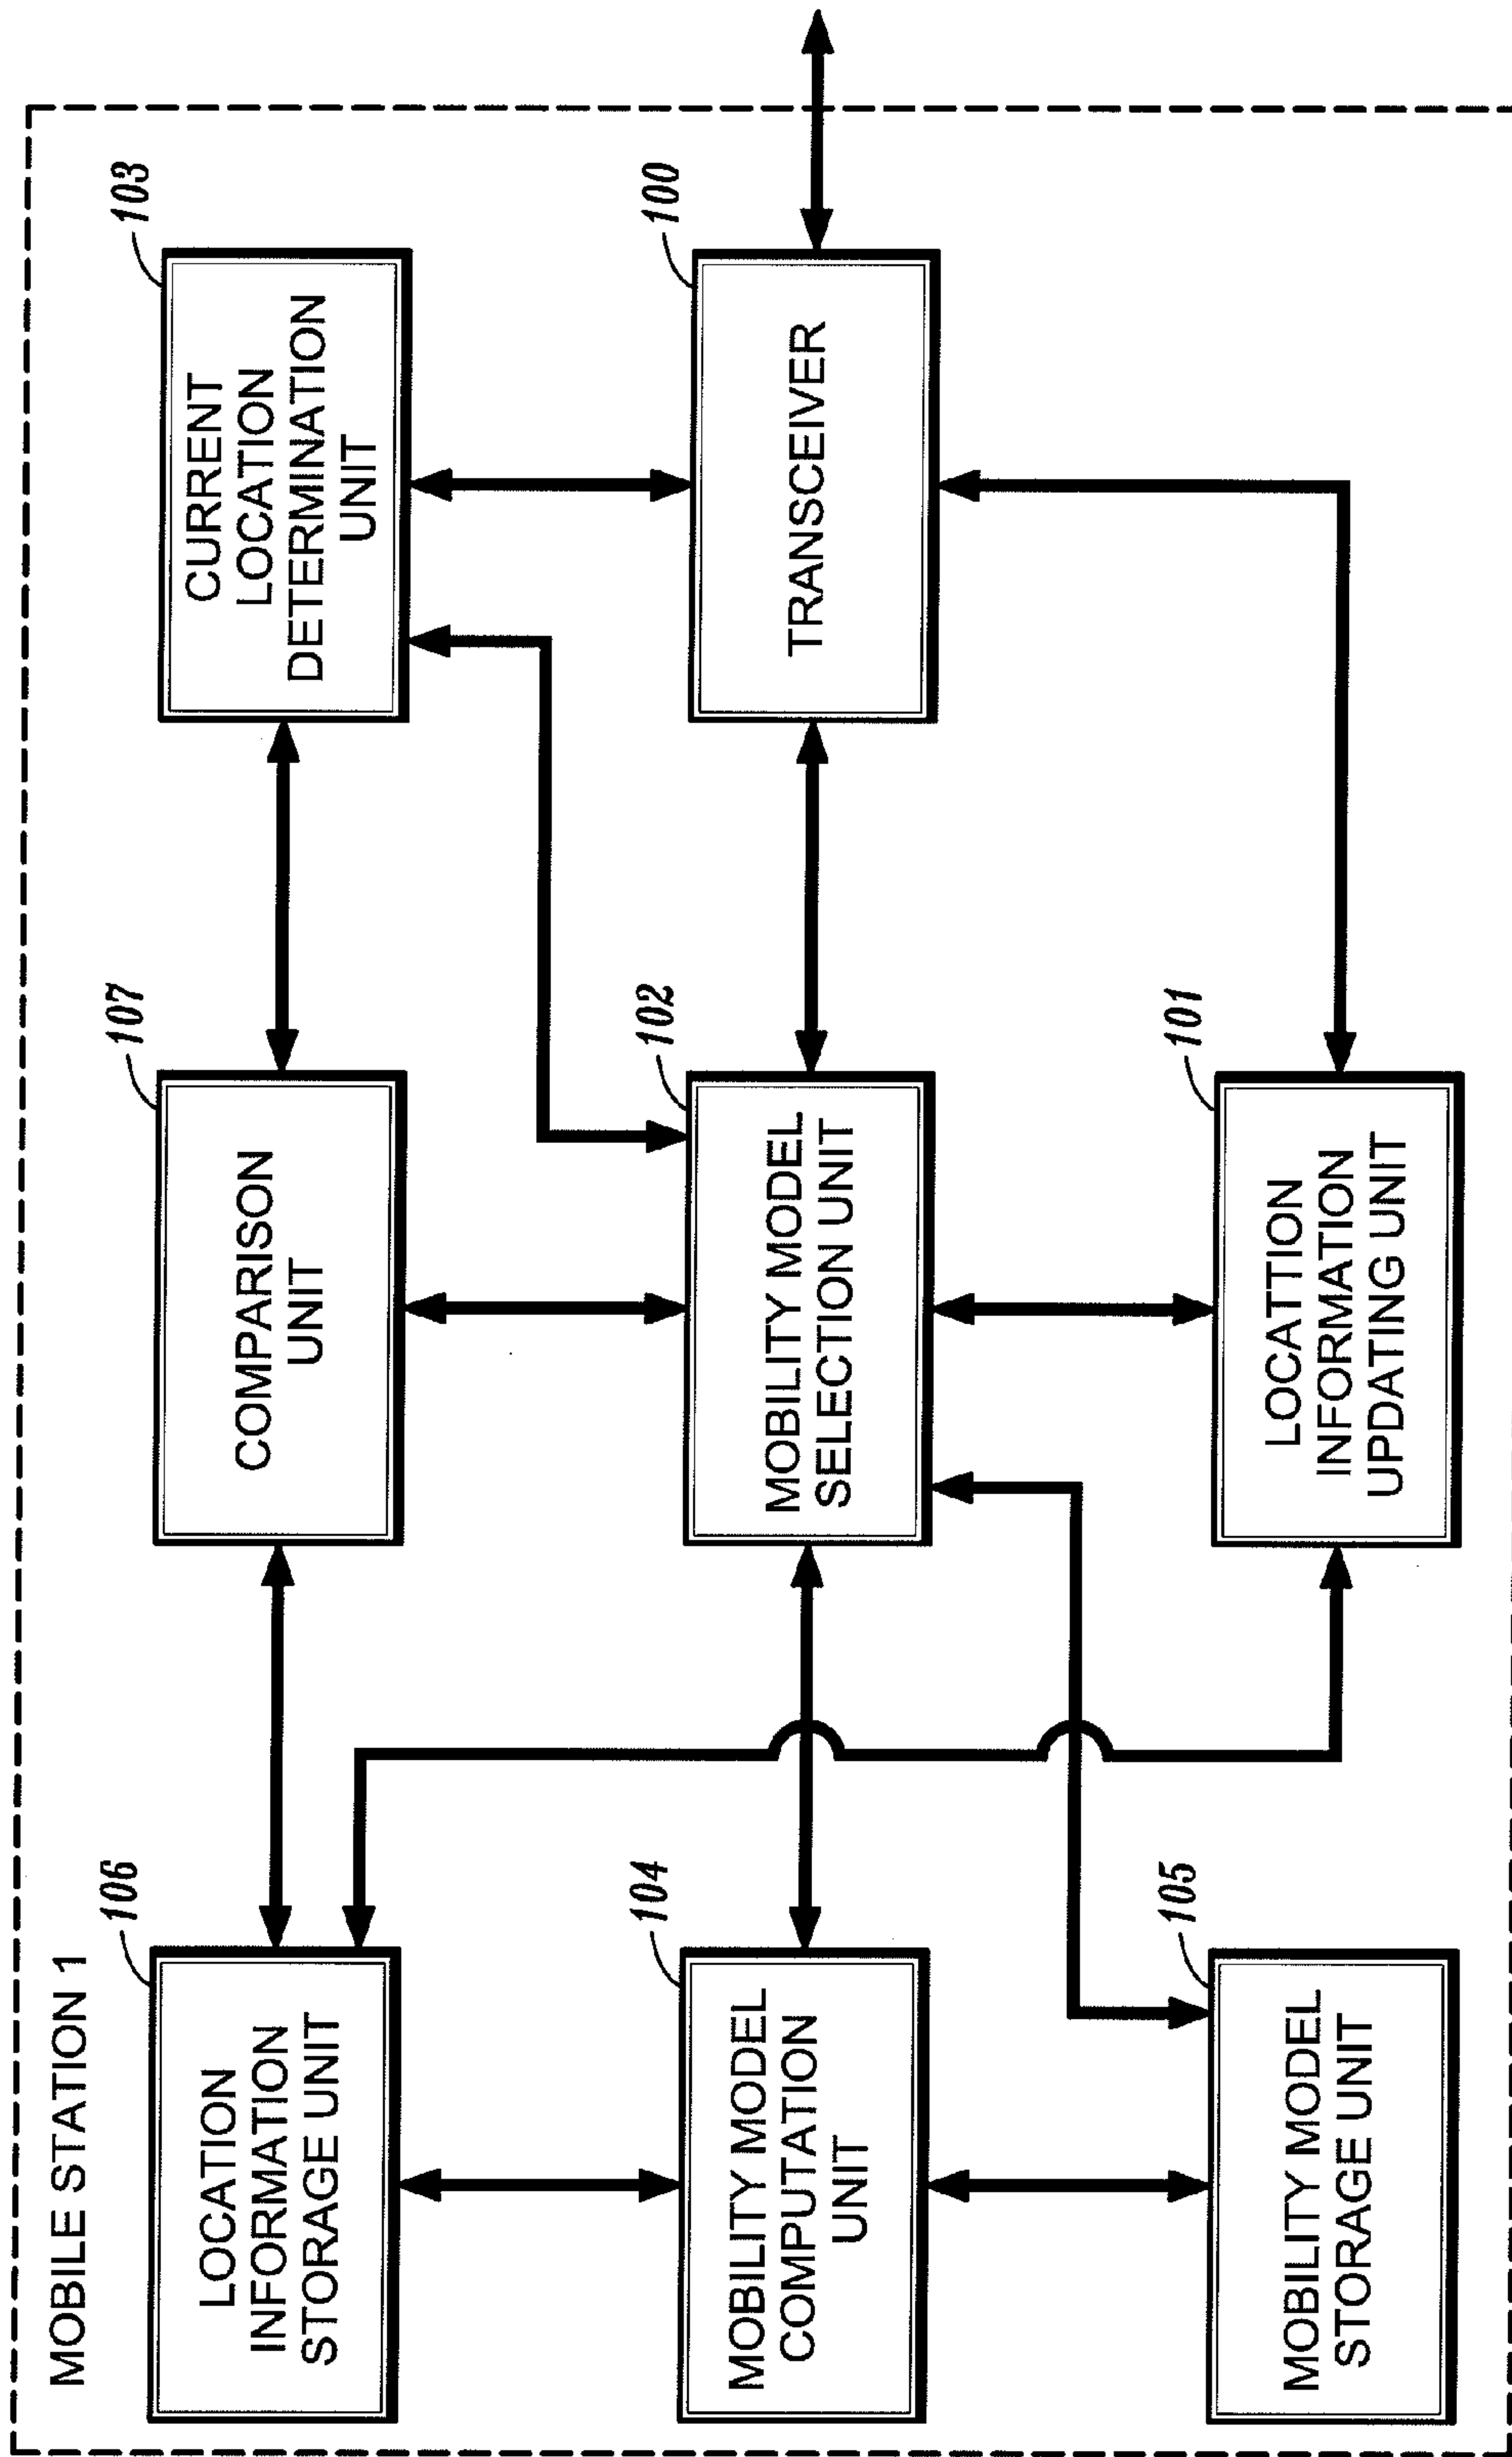 MOBILE STATION 1
106
LOCATION
INFORMATION
STORAGE UNIT
107
COMPARISON
UNIT
103
CURRENT
LOCATION
DETERMINATION
UNIT
104
MOBILITY MODEL
COMPUTATION
UNIT
102
MOBILITY MODEL
SELECTION UNIT
100
TRANSCEIVER
105
MOBILITY MODEL
STORAGE UNIT
101
LOCATTION
INFORMATION
UPDATING UNIT